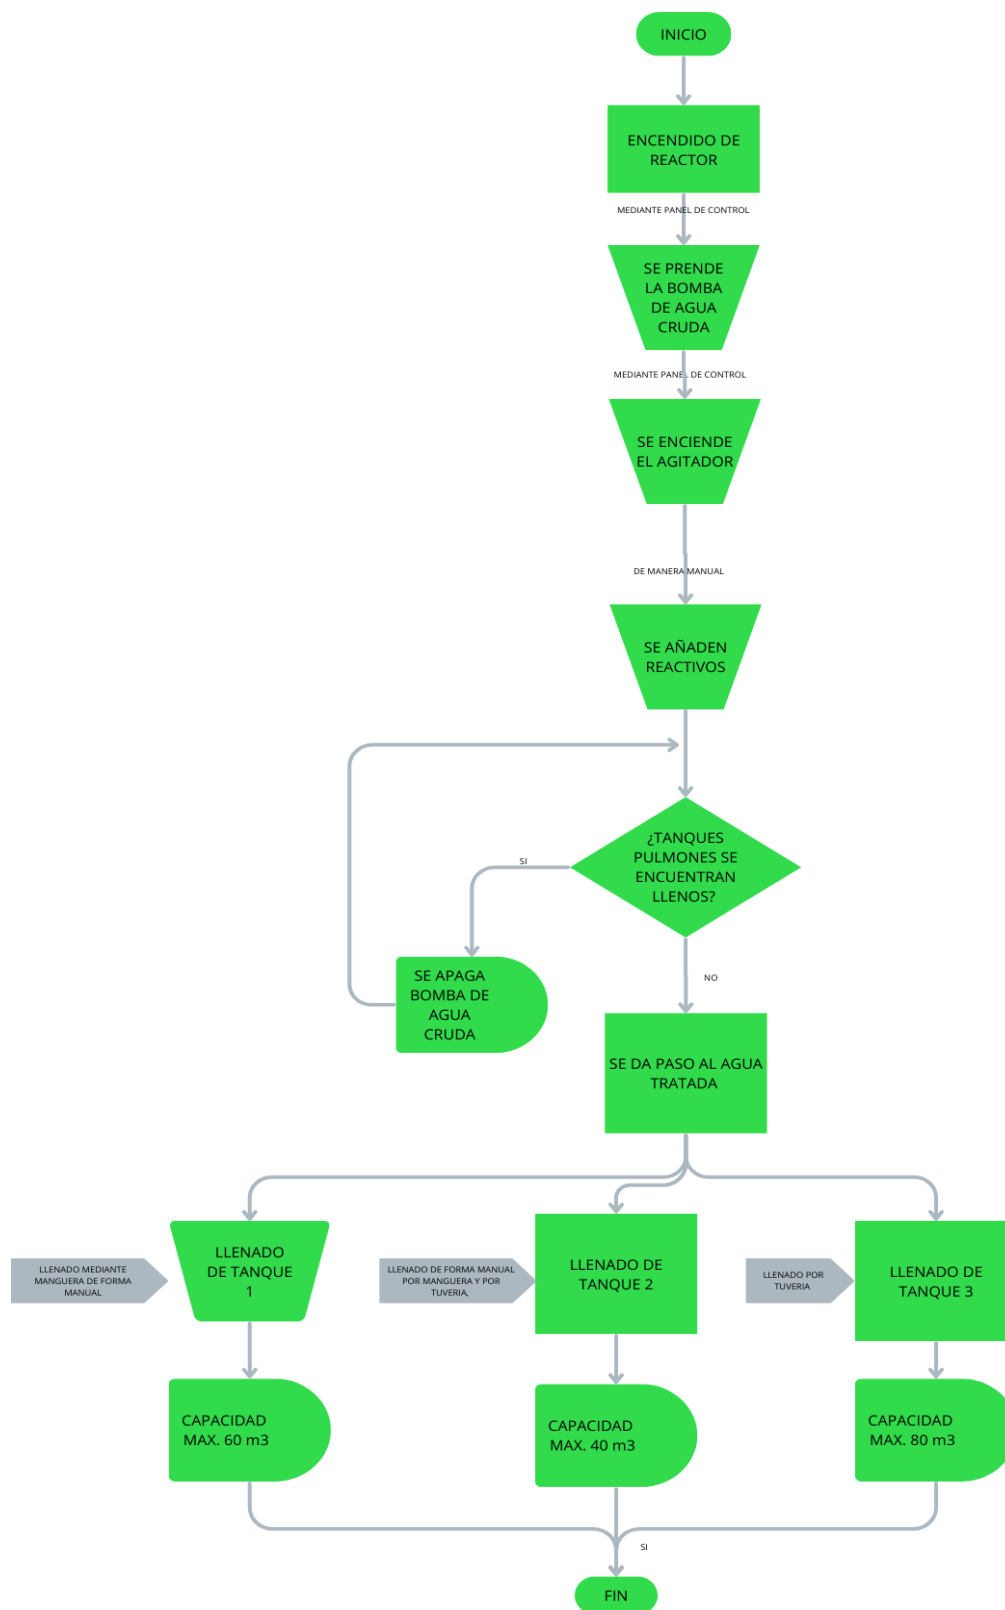 INICIO
ENCENDIDO DE
REACTOR
MEDIANTE PANEL DE CONTROL
SE PRENDE
LA BOMBA
DE AGUA
CRUDA
MEDIANTE PANEL DE CONTROL
SE ENCIENDE
EL AGITADOR
DE MANERA MANUAL
SE AÑADEN
REACTIVOS
¿TANQUES
PULMONES SE
ENCUENTRAN
LLENOS?
SI
SE APAGA
BOMBA DE
AGUA
CRUDA
NO
SE DA PASO AL AGUA
TRATADA
LLENADO MEDIANTE
MANGUERA DE FORMA
MANUAL
LLENADO
DE TANQUE
1
LLENADO DE FORMA MANUAL
POR MANGUERA Y POR
TUVERIA,
LLENADO DE
TANQUE 2
LLENADO POR
TUVERIA
LLENADO DE
TANQUE 3
CAPACIDAD
MAX. 60 m3
CAPACIDAD
MAX. 40 m3
CAPACIDAD
MAX. 80 m3
SI
FIN